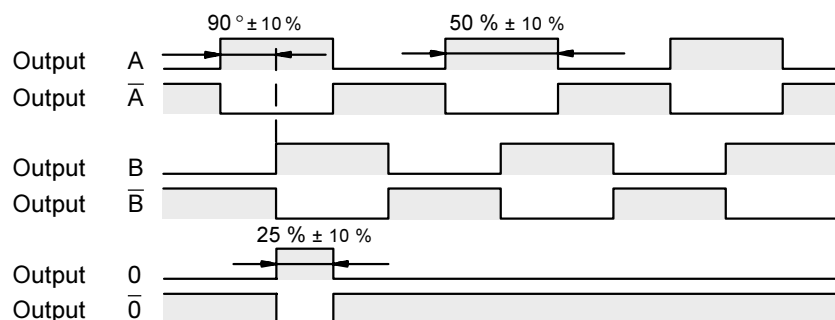 90° ± 10 % 50 % ± 10 %
Output A
Output A̅
Output B
Output B̅
25 % ± 10 %
Output 0
Output 0̅